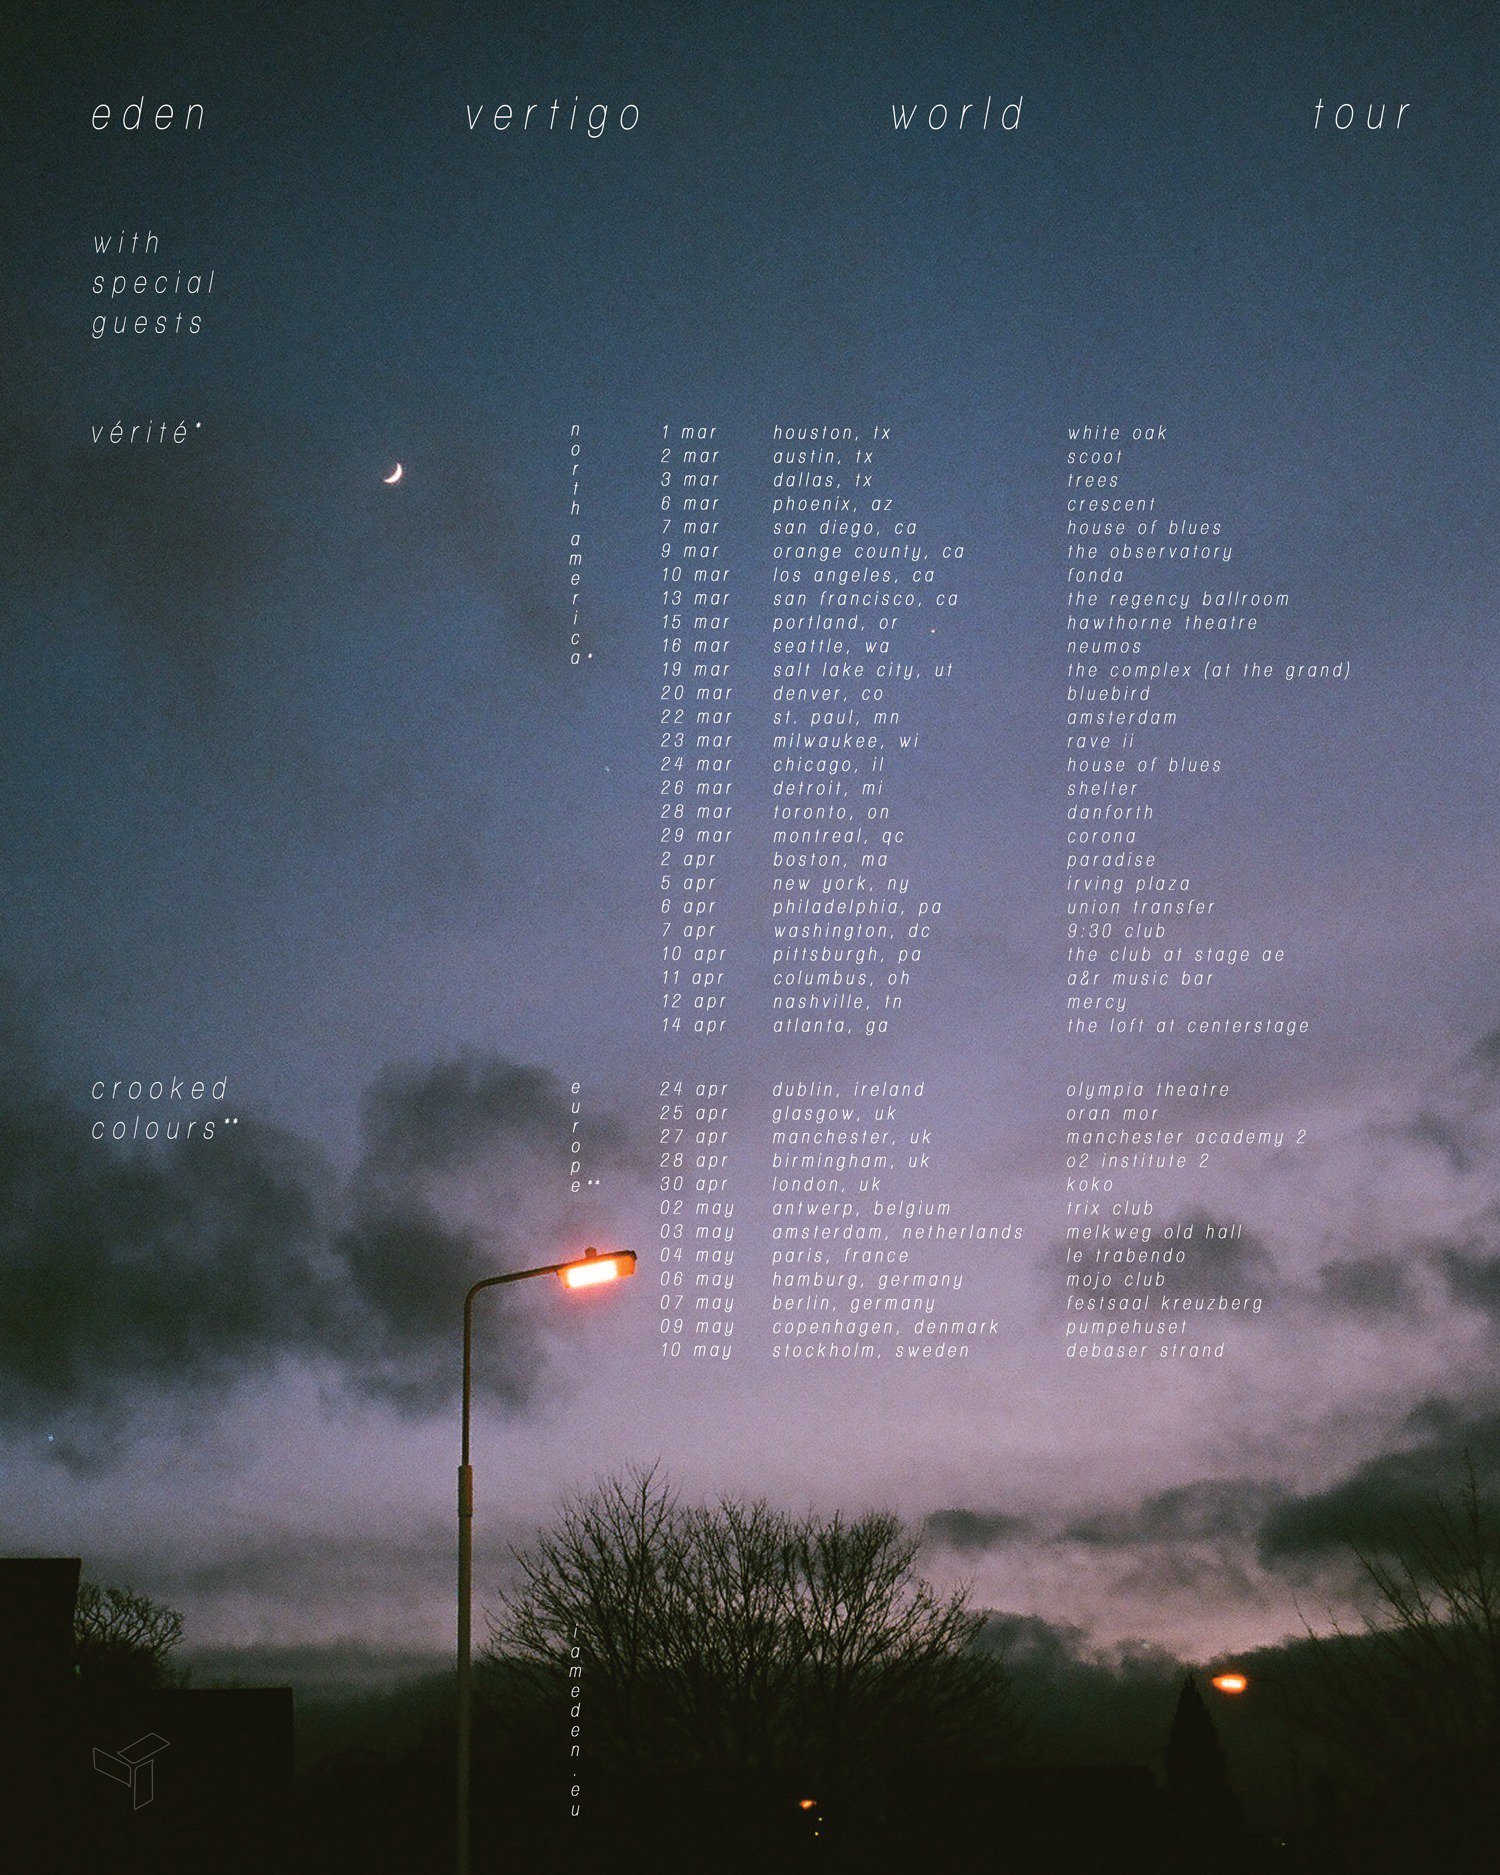 eden vertigo world tour
with
special
guests
vérité*
north america*
1 mar houston, tx white oak
2 mar austin, tx scoot
3 mar dallas, tx trees
6 mar phoenix, az crescent
7 mar san diego, ca house of blues
9 mar orange county, ca the observatory
10 mar los angeles, ca fonda
13 mar san francisco, ca the regency ballroom
15 mar portland, or hawthorne theatre
16 mar seattle, wa neumos
19 mar salt lake city, ut the complex (at the grand)
20 mar denver, co bluebird
22 mar st. paul, mn amsterdam
23 mar milwaukee, wi rave ii
24 mar chicago, il house of blues
26 mar detroit, mi shelter
28 mar toronto, on danforth
29 mar montreal, qc corona
2 apr boston, ma paradise
5 apr new york, ny irving plaza
6 apr philadelphia, pa union transfer
7 apr washington, dc 9:30 club
10 apr pittsburgh, pa the club at stage ae
11 apr columbus, oh a&r music bar
12 apr nashville, tn mercy
14 apr atlanta, ga the loft at centerstage
crooked
colours**
europe**
24 apr dublin, ireland olympia theatre
25 apr glasgow, uk oran mor
27 apr manchester, uk manchester academy 2
28 apr birmingham, uk o2 institute 2
30 apr london, uk koko
02 may antwerp, belgium trix club
03 may amsterdam, netherlands melkweg old hall
04 may paris, france le trabendo
06 may hamburg, germany mojo club
07 may berlin, germany festsaal kreuzberg
09 may copenhagen, denmark pumpehuset
10 may stockholm, sweden debaser strand
iameden.eu